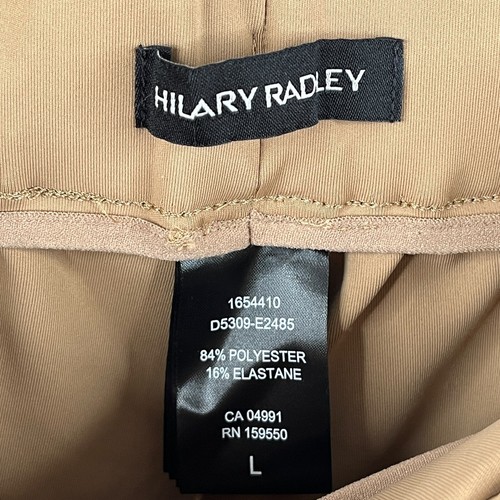 HILARY RADLEY
1654410
D5309-E2485
84% POLYESTER
16% ELASTANE
CA 04991
RN 159550
L